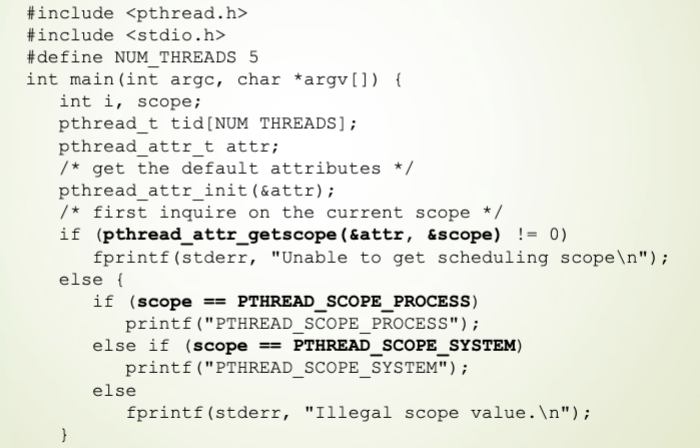 #include <pthread.h>
#include <stdio.h>
#define NUM_THREADS 5
int main(int argc, char *argv[]) {
int i, scope;
pthread_t tid[NUM THREADS];
pthread_attr_t attr;
/* get the default attributes */
pthread_attr_init(&attr);
/* first inquire on the current scope */
if (pthread_attr_getscope(&attr, &scope) != 0)
fprintf(stderr, "Unable to get scheduling scope\n");
else {
if (scope == PTHREAD_SCOPE_PROCESS)
printf("PTHREAD_SCOPE_PROCESS");
else if (scope == PTHREAD_SCOPE_SYSTEM)
printf("PTHREAD_SCOPE_SYSTEM");
else
fprintf(stderr, "Illegal scope value.\n");
}